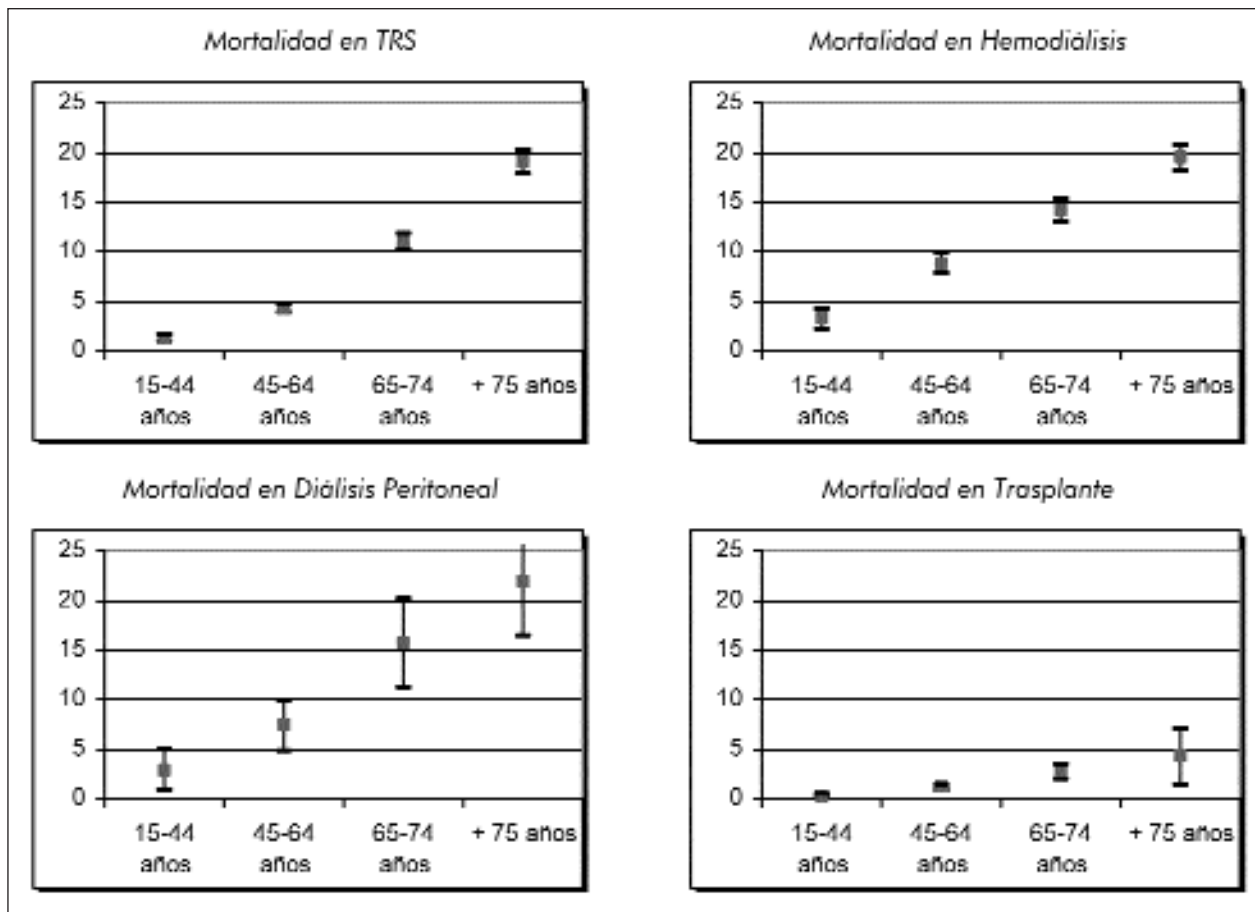 Mortalidad en TRS
25
20
15
10
5
0
15-44 45-64 65-74 + 75 años
años años años
Mortalidad en Hemodiálisis
25
20
15
10
5
0
15-44 45-64 65-74 + 75 años
años años años
Mortalidad en Diálisis Peritoneal
25
20
15
10
5
0
15-44 45-64 65-74 + 75 años
años años años
Mortalidad en Trasplante
25
20
15
10
5
0
15-44 45-64 65-74 + 75 años
años años años